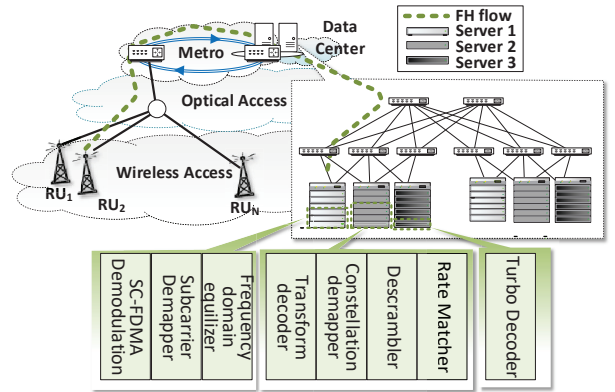 FH flow
Server 1
Server 2
Server 3
Data
Center
Metro
Optical Access
Wireless Access
RU1
RU2
RUN
SC-FDMA
Demodulation
Subcarrier
Demapper
Frequency
domain
equilizer
Transform
decoder
Constellation
demapper
Descrambler
Rate Matcher
Turbo Decoder